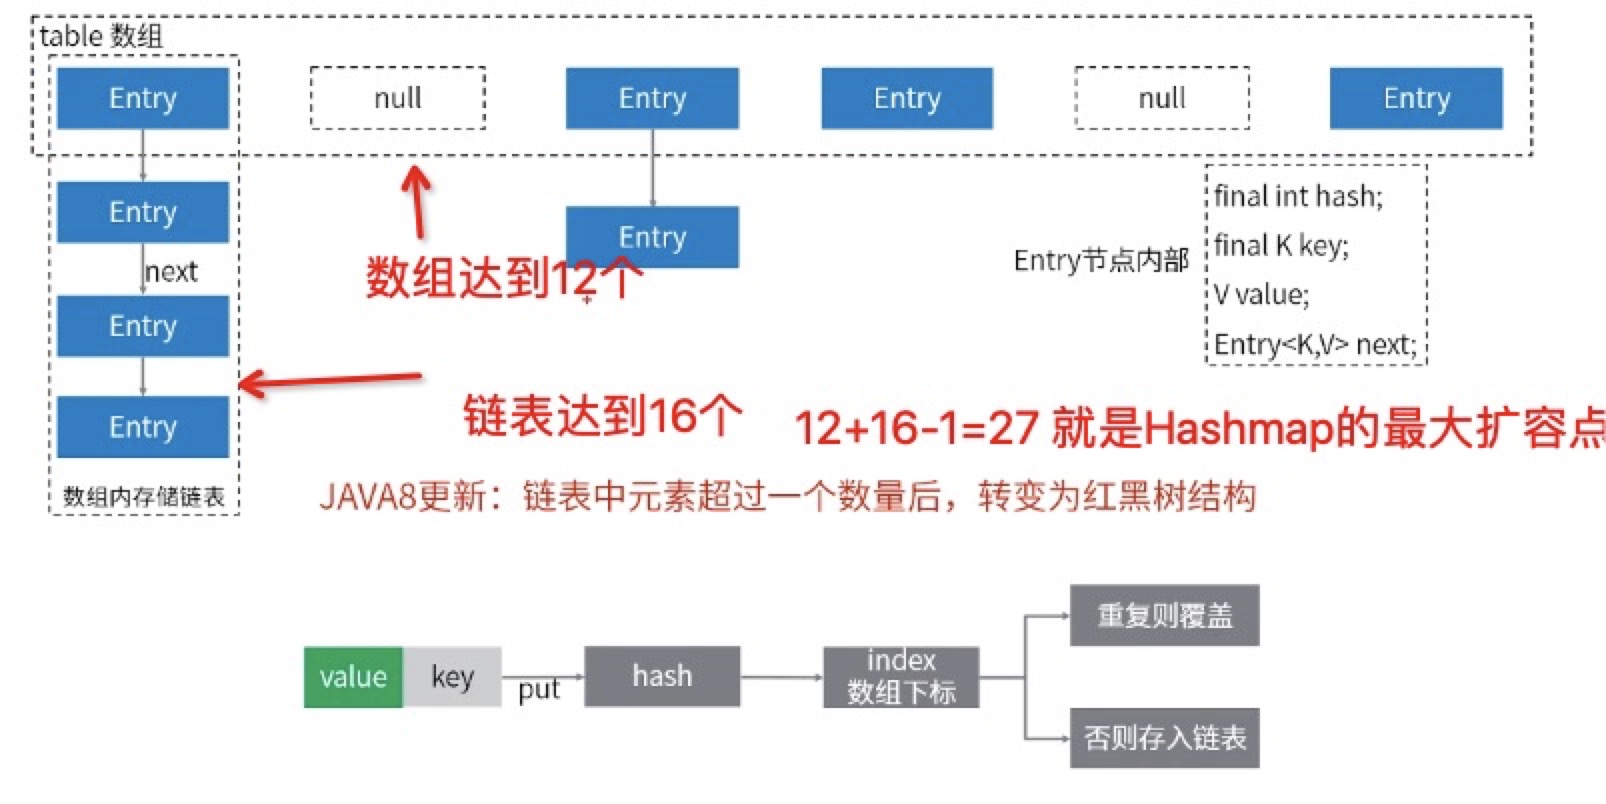 table 数组
Entry
null
Entry
Entry
null
Entry
Entry
next
Entry
Entry
数组内存储链表
Entry
数组达到12个
Entry节点内部
final int hash;
final K key;
V value;
Entry<K,V> next;
链表达到16个
12+16-1=27 就是Hashmap的最大扩容点
JAVA8更新：链表中元素超过一个数量后，转变为红黑树结构
value
key
put
hash
index
数组下标
重复则覆盖
否则存入链表